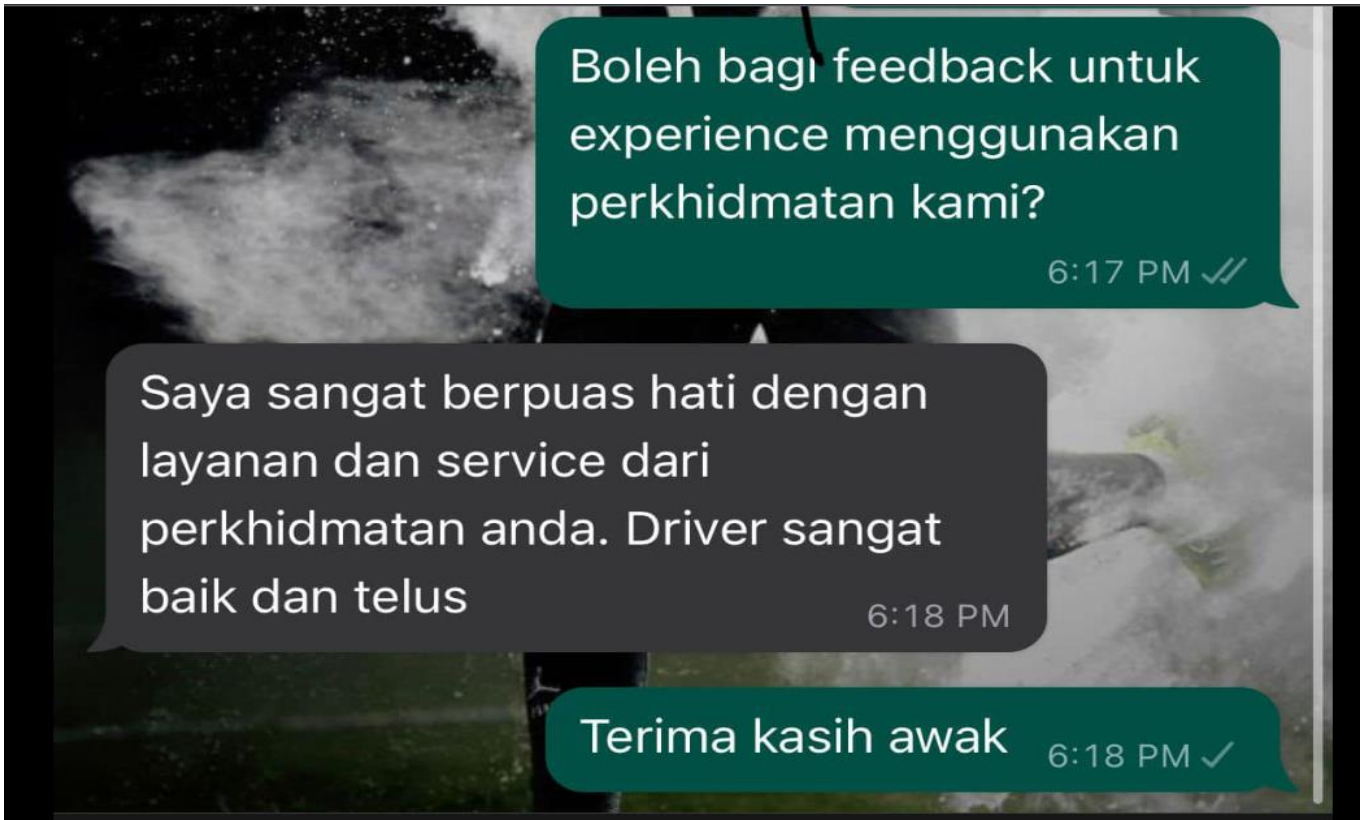 Boleh bagi feedback untuk
experience menggunakan
perkhidmatan kami?
6:17 PM
Saya sangat berpuas hati dengan
layanan dan service dari
perkhidmatan anda. Driver sangat
baik dan telus
6:18 PM
Terima kasih awak 6:18 PM